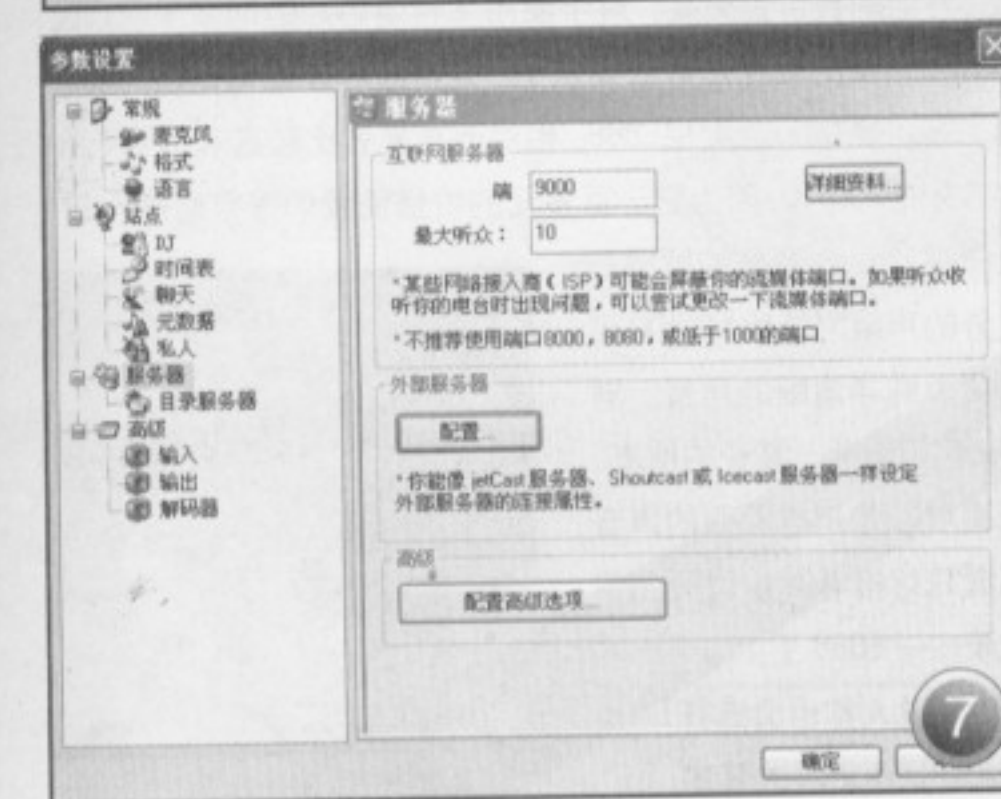 参数设置
常规
麦克风
格式
语言
站点
DJ
时间表
聊天
元数据
私人
服务器
目录服务器
高级
输入
输出
解码器
服务器
互联网服务器
端 9000
详细资料...
最大听众： 10
*某些网络接入商（ISP）可能会屏蔽你的流媒体端口。如果听众收
听你的电台时出现问题，可以尝试更改一下流媒体端口。
*不推荐使用端口8000，8080，或低于1000的端口
外部服务器
配置...
*你能像 jetCast 服务器、Shoutcast 或 Icecast 服务器一样设定
外部服务器的连接属性。
高级
配置高级选项...
7
确定